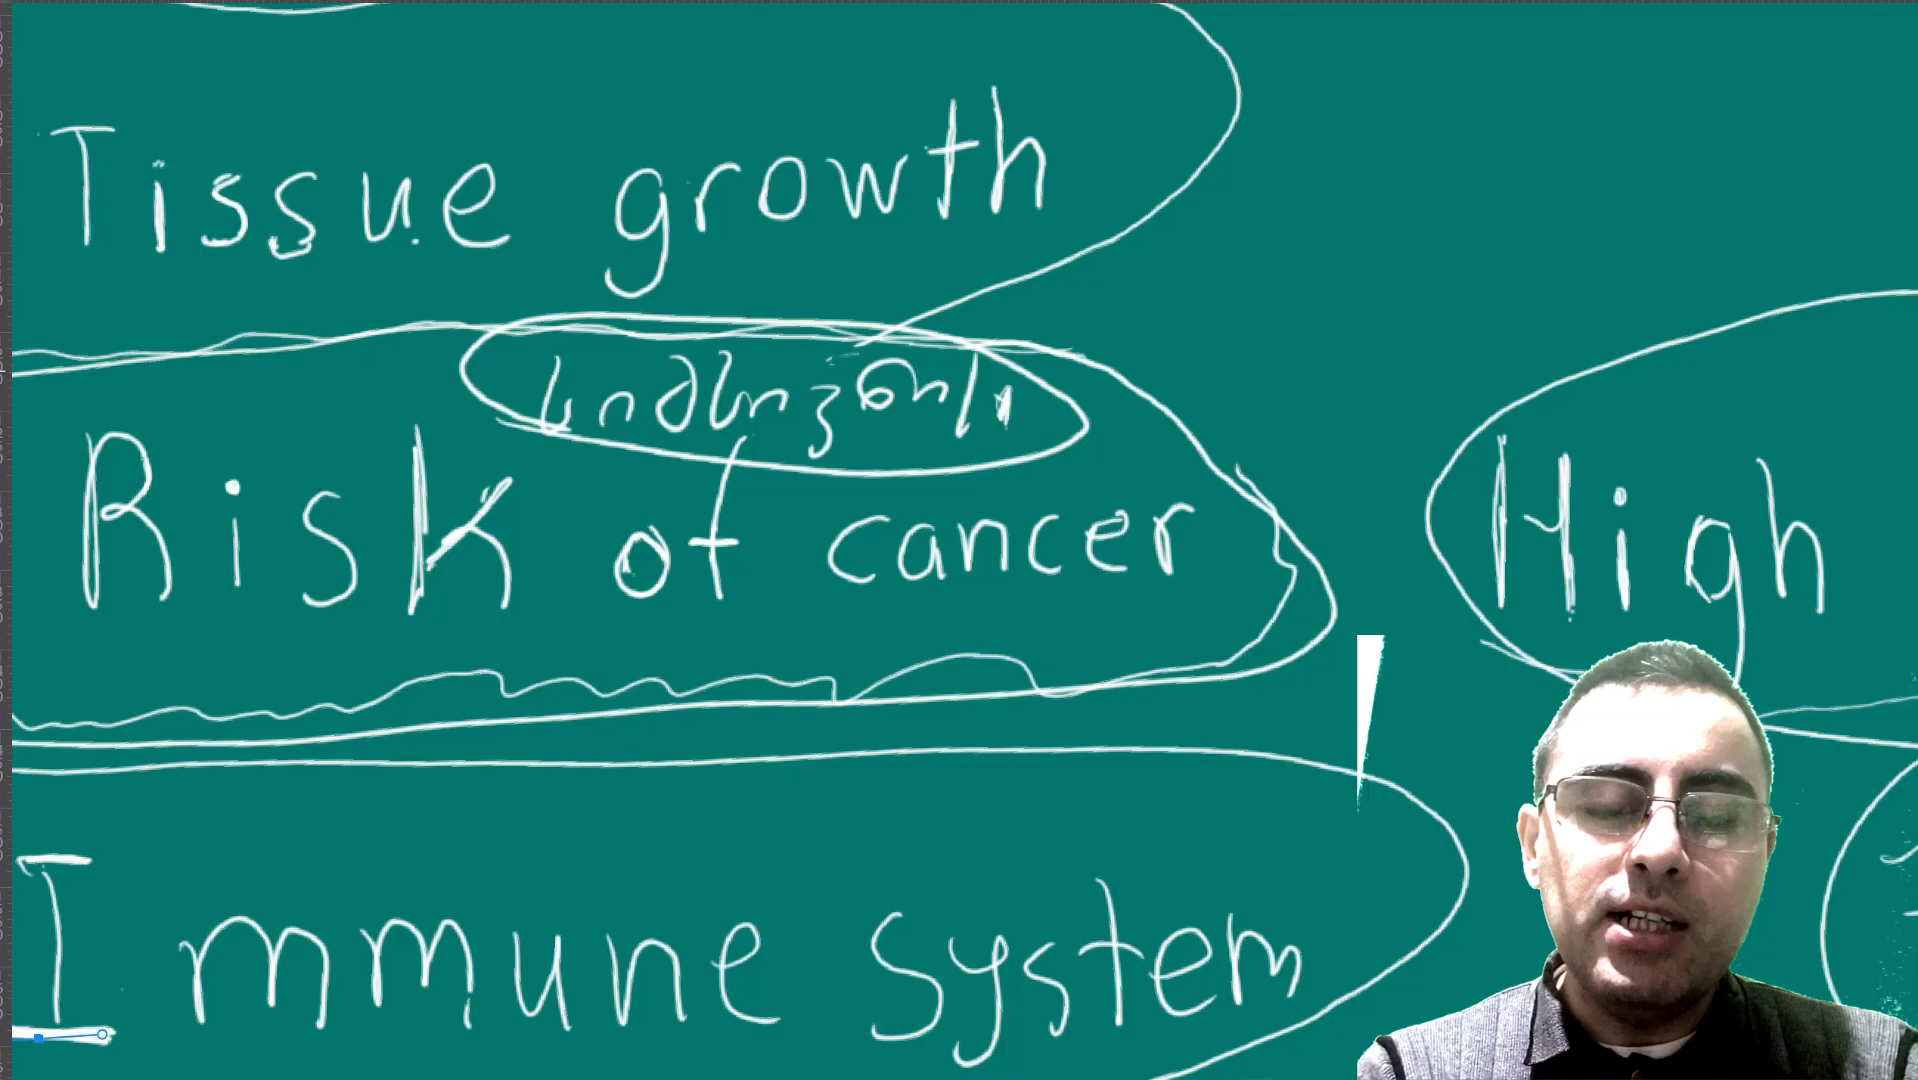 Tissue growth
Risk of cancer
High
Immune system